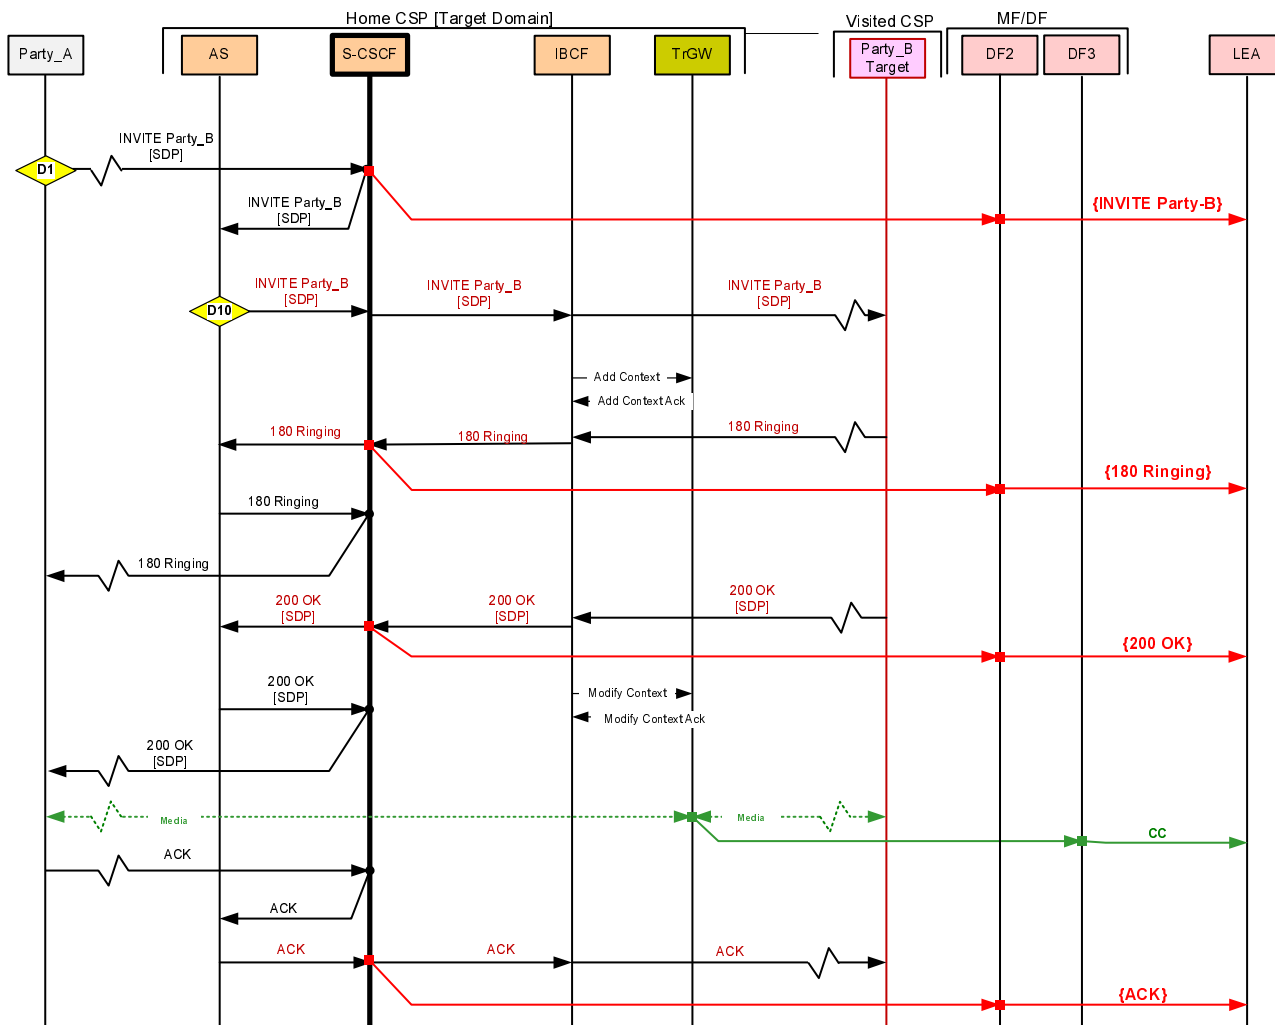 Home CSP [Target Domain]
Visited CSP
MF/DF
Party_A
AS
S-CSCF
IBCF
TrGW
Party_B
Target
DF2
DF3
LEA
INVITE Party_B
[SDP]
D1
INVITE Party_B
[SDP]
{INVITE Party-B}
D10
INVITE Party_B
[SDP]
INVITE Party_B
[SDP]
INVITE Party_B
[SDP]
Add Context
Add Context Ack
180 Ringing
180 Ringing
180 Ringing
{180 Ringing}
180 Ringing
180 Ringing
200 OK
[SDP]
200 OK
[SDP]
200 OK
[SDP]
{200 OK}
200 OK
[SDP]
Modify Context
Modify Context Ack
200 OK
[SDP]
Media
Media
CC
ACK
ACK
ACK
ACK
ACK
{ACK}